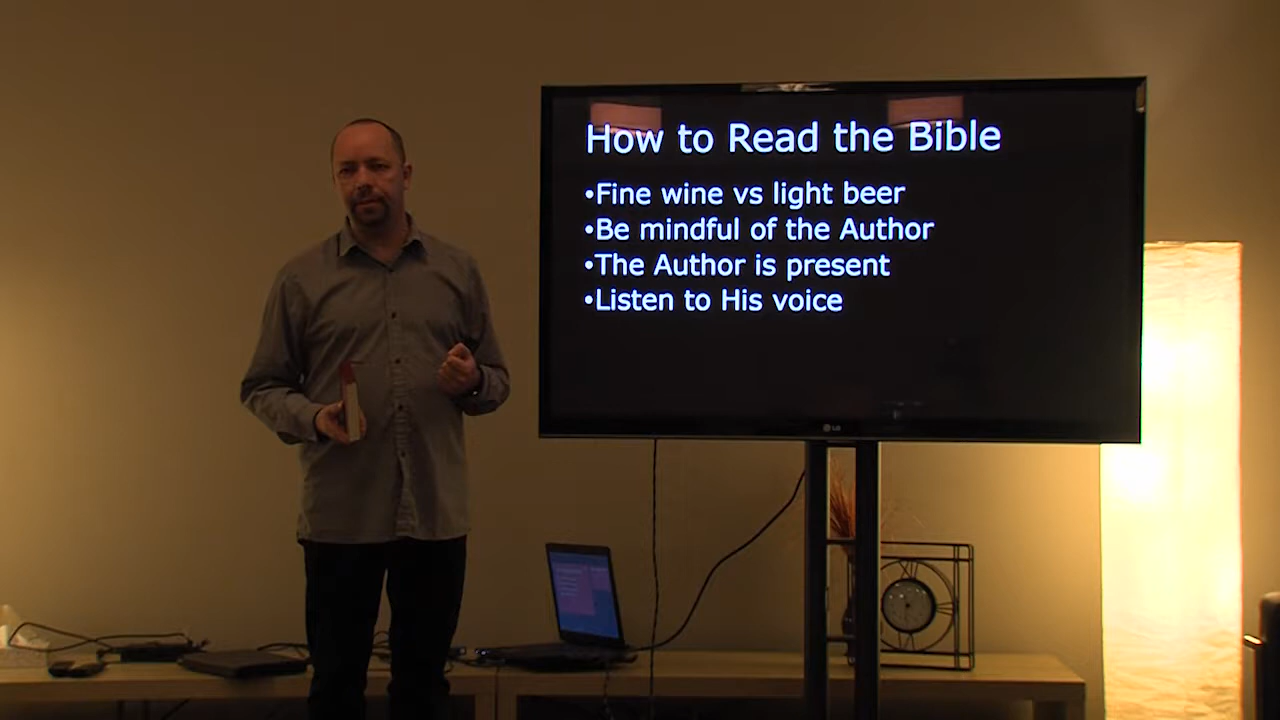 How to Read the Bible
•Fine wine vs light beer
•Be mindful of the Author
•The Author is present
•Listen to His voice
LG